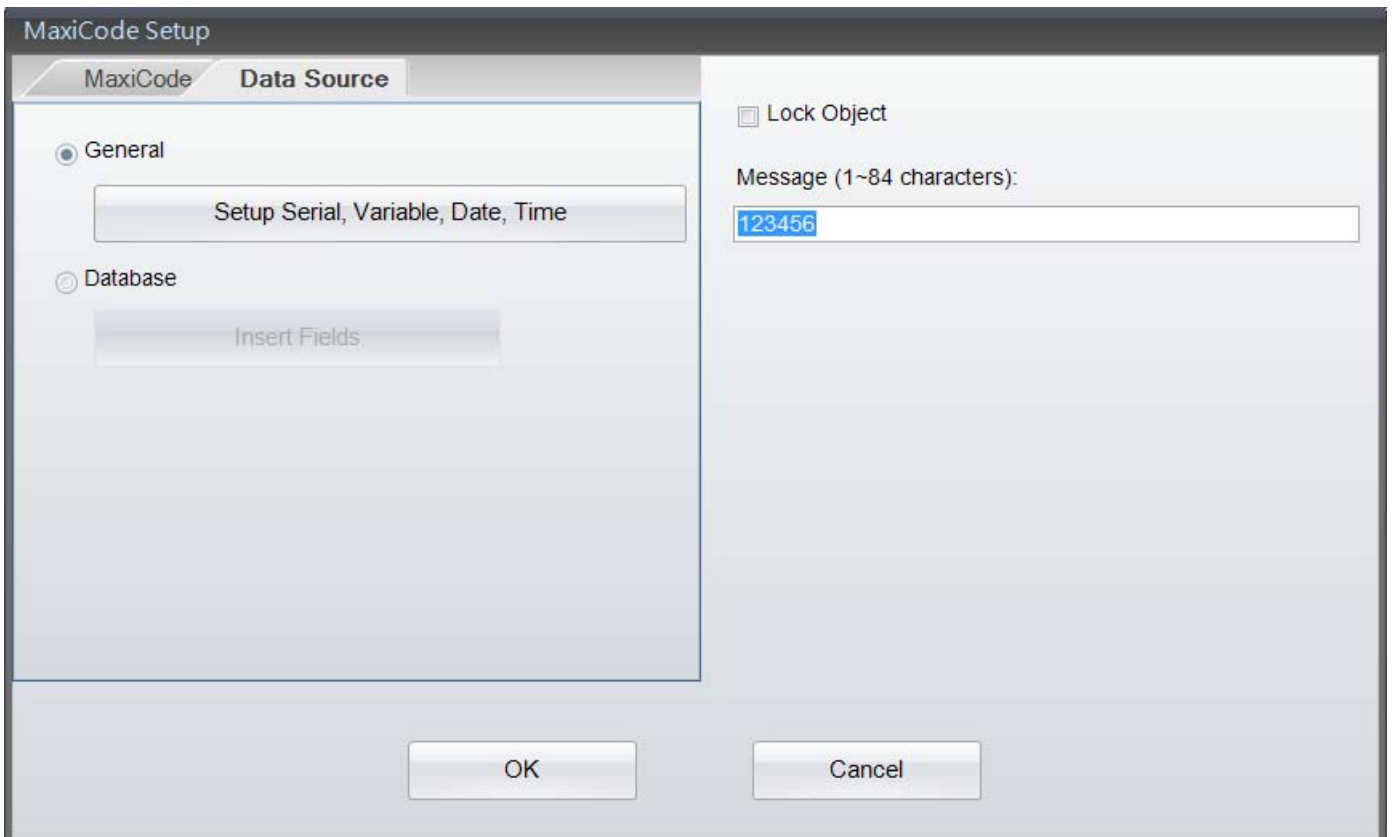 MaxiCode Setup
MaxiCode
Data Source
General
Setup Serial, Variable, Date, Time
Database
Insert Fields
Lock Object
Message (1~84 characters):
123456
OK
Cancel